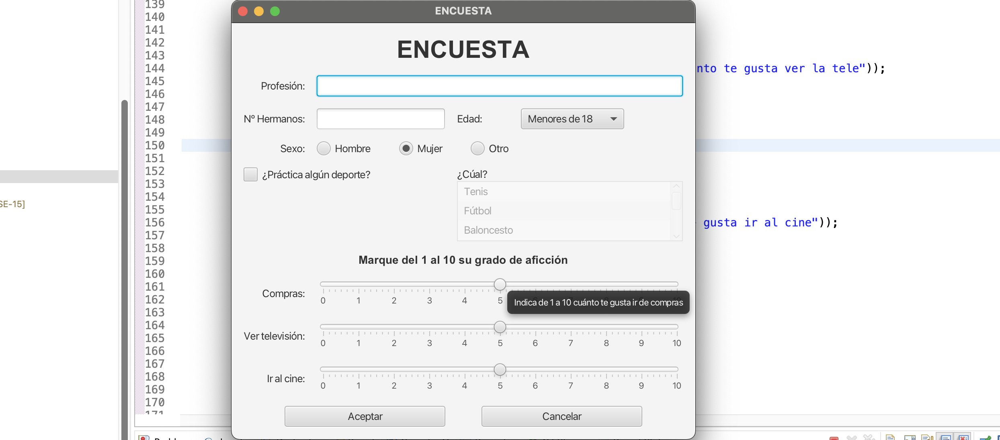 ENCUESTA
ENCUESTA
Profesión:
Nº Hermanos:
Edad:
Menores de 18
Sexo:
Hombre
Mujer
Otro
¿Práctica algún deporte?
¿Cúal?
Tenis
Fútbol
Baloncesto
Marque del 1 al 10 su grado de aficción
Compras:
0 1 2 3 4 5
Indica de 1 a 10 cuánto te gusta ir de compras
Ver televisión:
0 1 2 3 4 5 6 7 8 9 10
Ir al cine:
0 1 2 3 4 5 6 7 8 9 10
Aceptar
Cancelar
139
140
141
142
143
144
145
146
147
148
149
150
151
152
153
154
155
156
157
158
159
160
161
162
163
164
165
166
167
168
169
170
171
te gusta ver la tele"));
gusta ir al cine"));
SE-15]